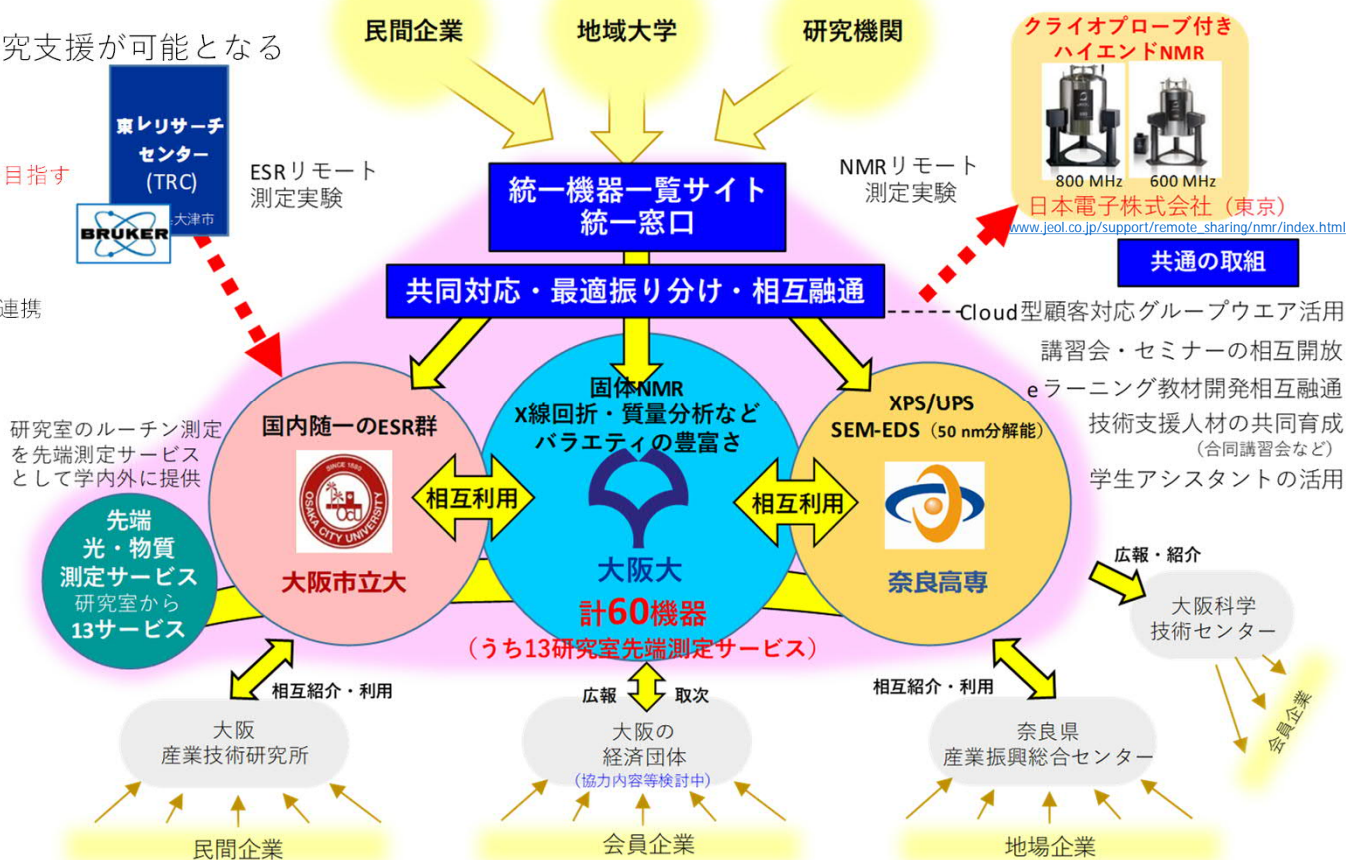 究支援が可能となる
民間企業
地域大学
研究機関
クライオプローブ付き
ハイエンドNMR
800 MHz
600 MHz
日本電子株式会社（東京）
www.jeol.co.jp/support/remote_sharing/nmr/index.html
東レリサーチ
センター
(TRC)
大津市
BRUKER
目指す
ESRリモート
測定実験
統一機器一覧サイト
統一窓口
NMRリモート
測定実験
共同対応・最適振り分け・相互融通
連携
共通の取組
Cloud型顧客対応グループウエア活用
講習会・セミナーの相互開放
eラーニング教材開発相互融通
技術支援人材の共同育成
（合同講習会など）
学生アシスタントの活用
研究室のルーチン測定
を先端測定サービス
として学内外に提供
先端
光・物質
測定サービス
研究室から
13サービス
国内随一のESR群
SINCE 1880
OSAKA CITY UNIVERSITY
大阪市立大
相互利用
固体NMR
X線回折・質量分析など
バラエティの豊富さ
大阪大
計60機器
（うち13研究室先端測定サービス）
相互利用
XPS/UPS
SEM-EDS（50 nm分解能）
奈良高専
広報・紹介
大阪科学
技術センター
会員企業
相互紹介・利用
大阪
産業技術研究所
民間企業
広報
取次
大阪の
経済団体
（協力内容等検討中）
会員企業
相互紹介・利用
奈良県
産業振興総合センター
地場企業